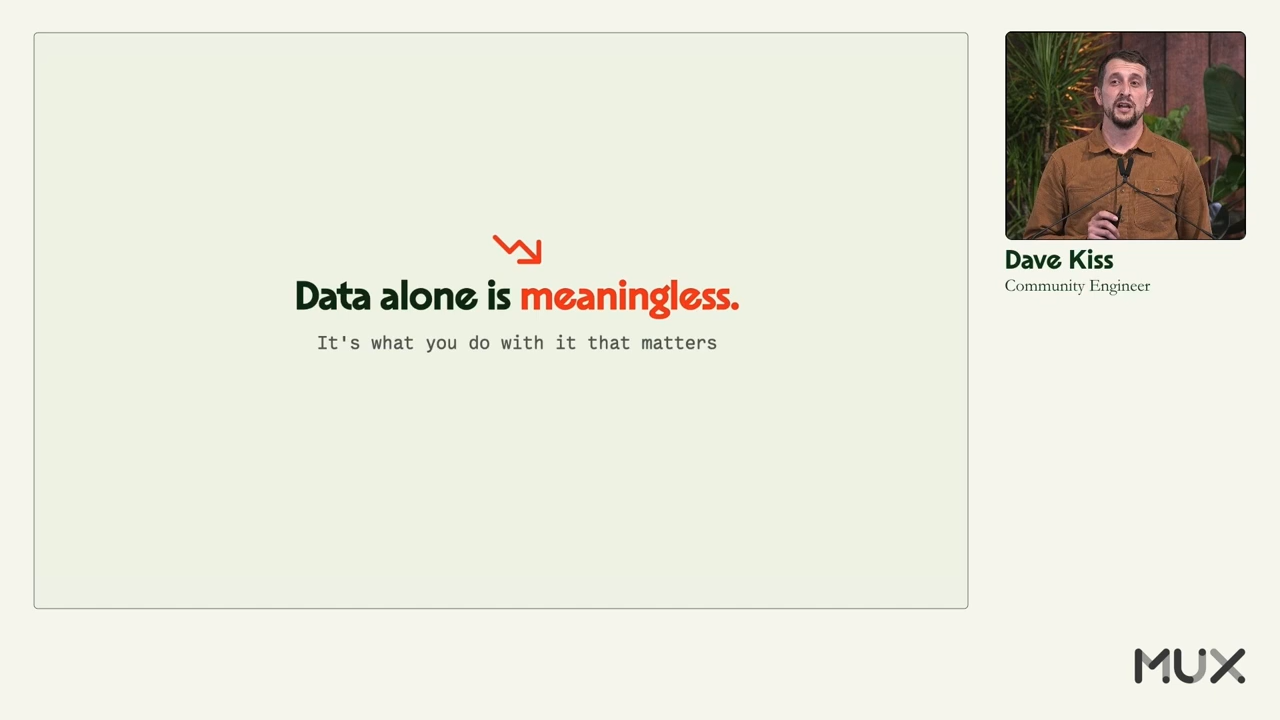 Data alone is meaningless.
It's what you do with it that matters
Dave Kiss
Community Engineer
MUX